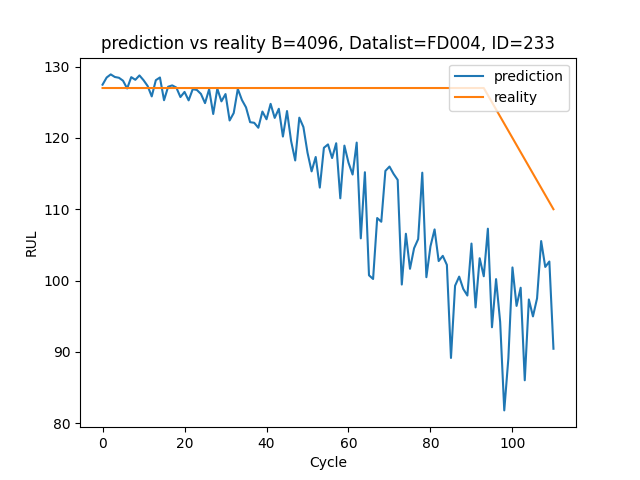 prediction vs reality B=4096, Datalist=FD004, ID=233
130
120
110
100
90
80
RUL
prediction
reality
0 20 40 60 80 100
Cycle